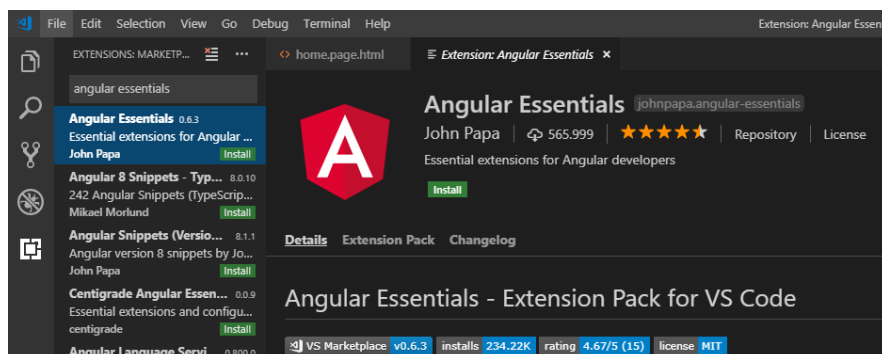 File Edit Selection View Go Debug Terminal Help
Extension: Angular Essen
EXTENSIONS: MARKETP...
home.page.html
Extension: Angular Essentials
angular essentials
Angular Essentials 0.6.3
Essential extensions for Angular ...
John Papa Install
Angular 8 Snippets - Typ... 8.0.10
242 Angular Snippets (TypeScrip...
Mikael Morlund Install
Angular Snippets (Versio... 8.1.1
Angular version 8 snippets by Jo...
John Papa Install
Centigrade Angular Essen... 0.0.9
Essential extensions and configu...
centigrade Install
Angular Language Servi... 0.800.0
A
Angular Essentials johnpapa.angular-essentials
John Papa 565.999 Repository License
Essential extensions for Angular developers
Install
Details Extension Pack Changelog
Angular Essentials - Extension Pack for VS Code
VS Marketplace v0.6.3 installs 234.22K rating 4.67/5 (15) license MIT